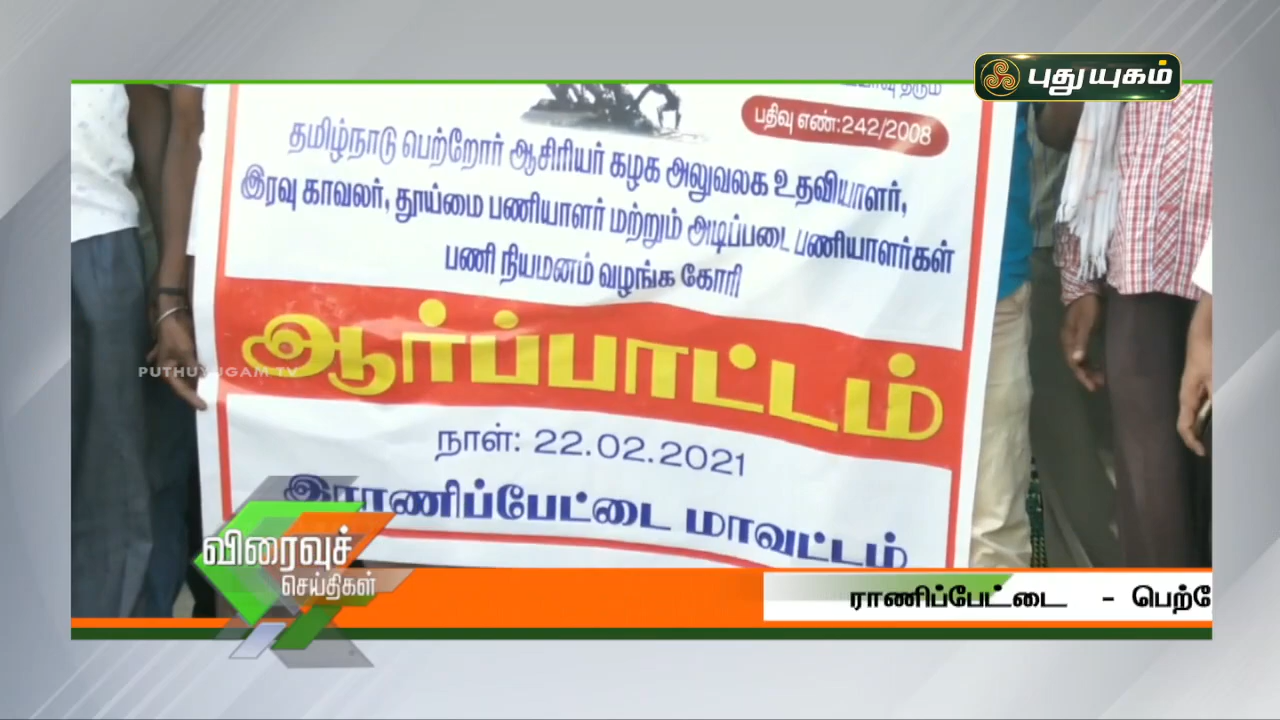 புதுயுகம்
பதிவு எண்:242/2008
தமிழ்நாடு பெற்றோர் ஆசிரியர் கழக அலுவலக உதவியாளர்,
இரவு காவலர், தூய்மை பணியாளர் மற்றும் அடிப்படை பணியாளர்கள்
பணி நியமனம் வழங்க கோரி
ஆர்ப்பாட்டம்
PUTHUYUGAM TV
நாள்: 22.02.2021
இராணிப்பேட்டை மாவட்டம்
விரைவுச்
செய்திகள்
ராணிப்பேட்டை -